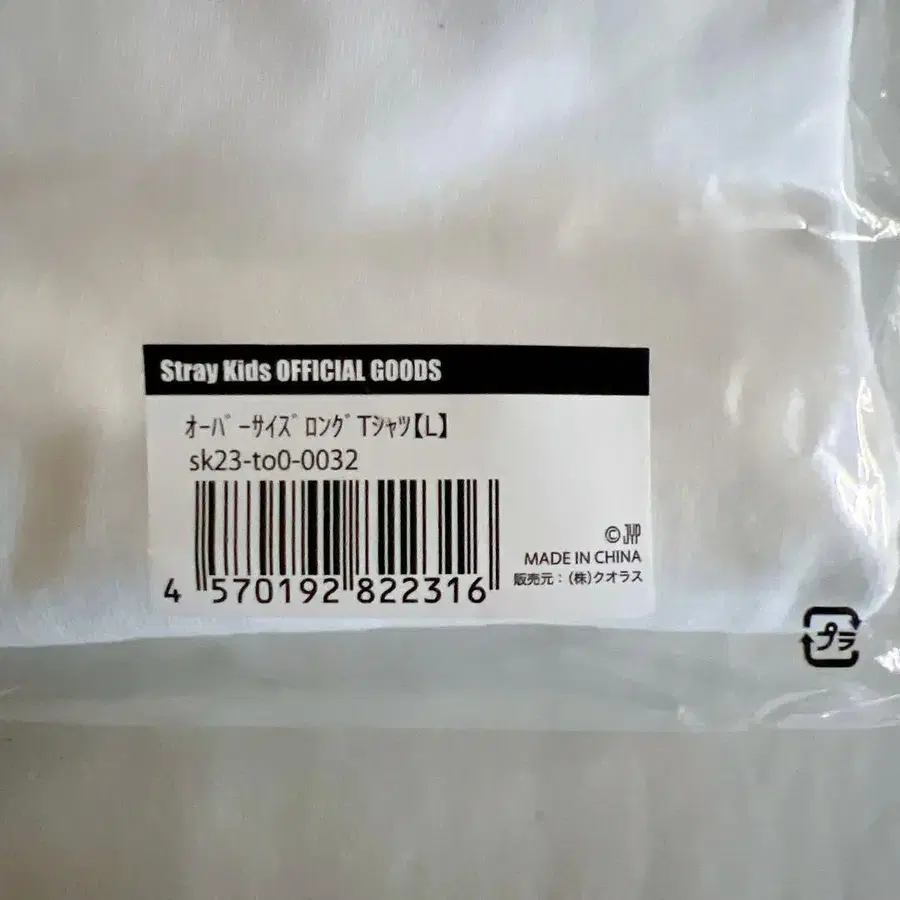 Stray Kids OFFICIAL GOODS
ｵｰﾊﾞｰｻｲｽﾞﾛﾝｸﾞTｼｬﾂ【L】
sk23-to0-0032
4 570192 822316
©JYP
MADE IN CHINA
販売元：(株)クオラス
プラ